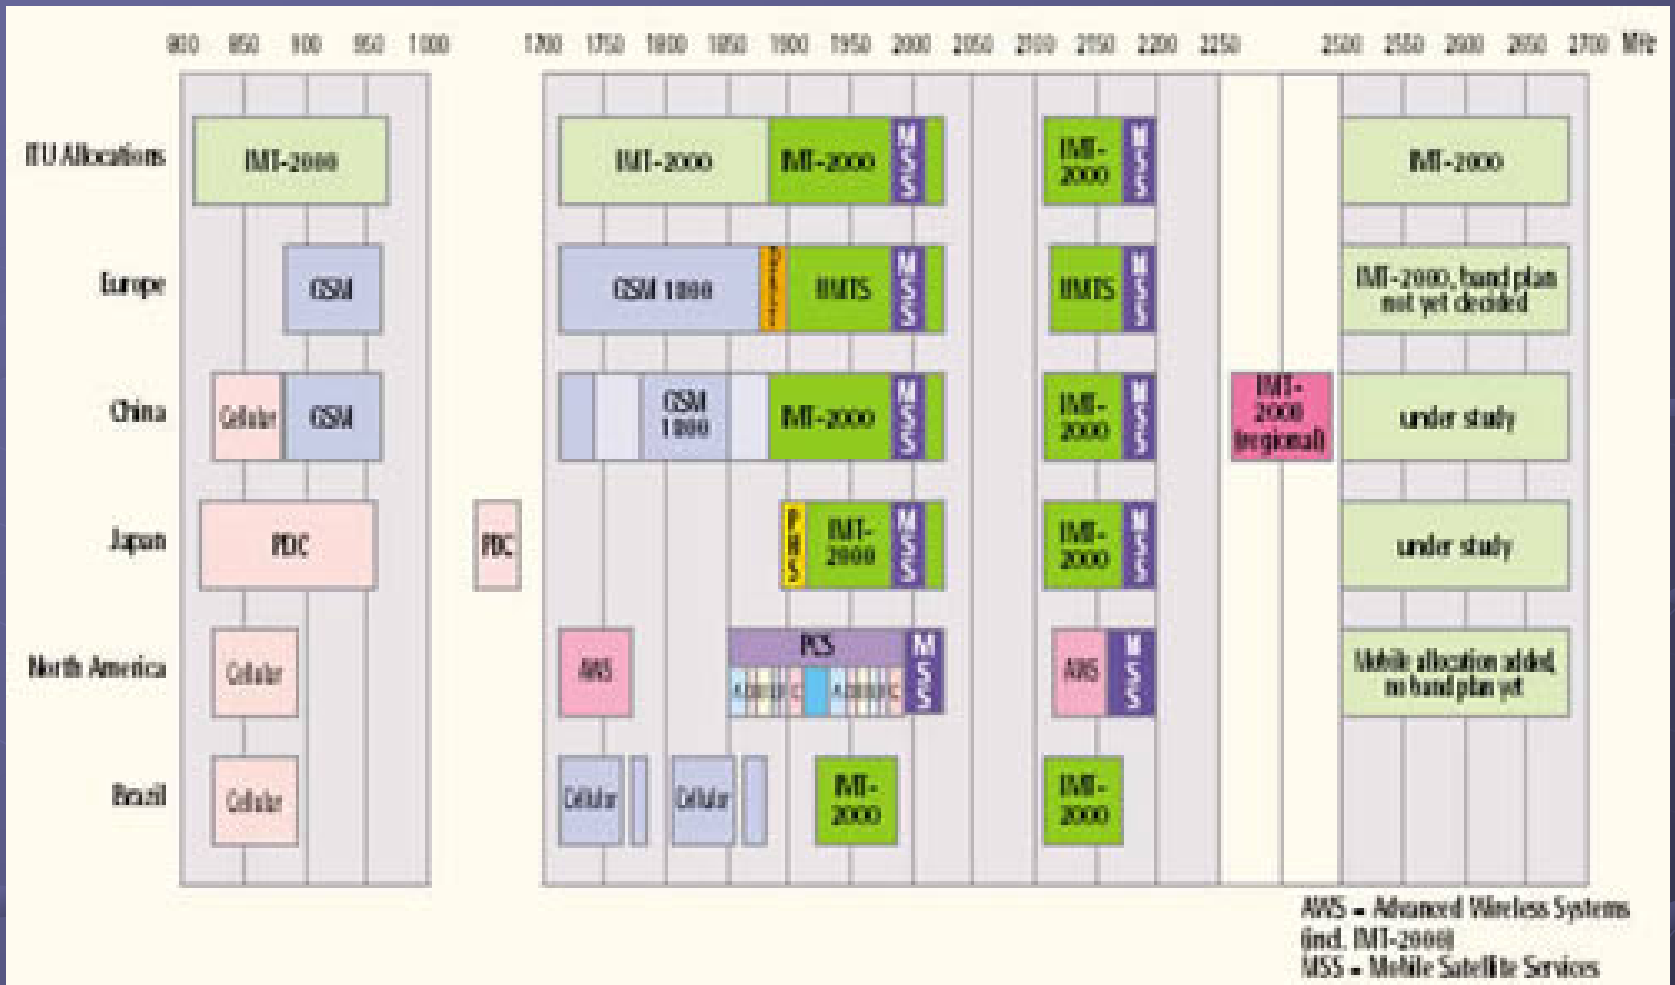 800 850 900 950 1000 1700 1750 1800 1850 1900 1950 2000 2050 2100 2150 2200 2250 2500 2550 2600 2650 2700 MHz
ITU Allocations
IMT-2000
IMT-2000
IMT-2000
MSS
IMT-
2000
MSS
IMT-2000
Europe
GSM
GSM 1800
UMTS
MSS
UMTS
MSS
IMT-2000, band plan
not yet decided
China
Cellular
GSM
GSM
1800
IMT-2000
MSS
IMT-
2000
MSS
IMT-
2000
(regional)
under study
Japan
PDC
PDC
PHS
IMT-
2000
MSS
IMT-
2000
MSS
under study
North America
Cellular
AWS
PCS
MSS
AWS
MSS
Mobile allocation added,
no band plan yet
Brazil
Cellular
Cellular
Cellular
IMT-
2000
IMT-
2000
AWS = Advanced Wireless Systems
(incl. IMT-2000)
MSS = Mobile Satellite Services